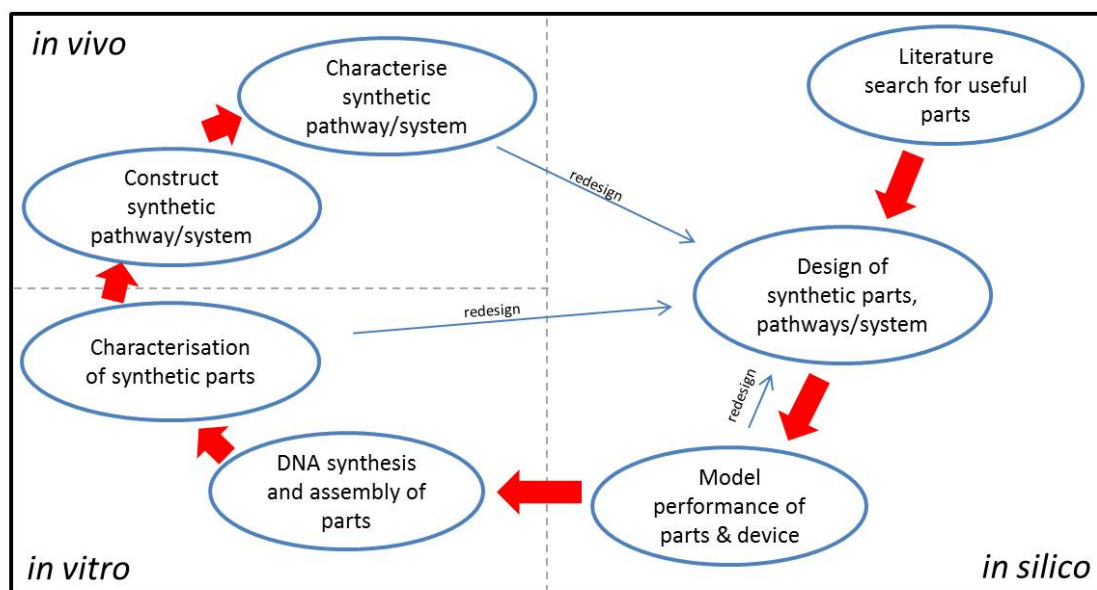 in vivo
Characterise
synthetic
pathway/system
Literature
search for useful
parts
Construct
synthetic
pathway/system
redesign
Design of
synthetic parts,
pathways/system
redesign
Characterisation
of synthetic parts
redesign
DNA synthesis
and assembly of
parts
Model
performance of
parts & device
in vitro
in silico